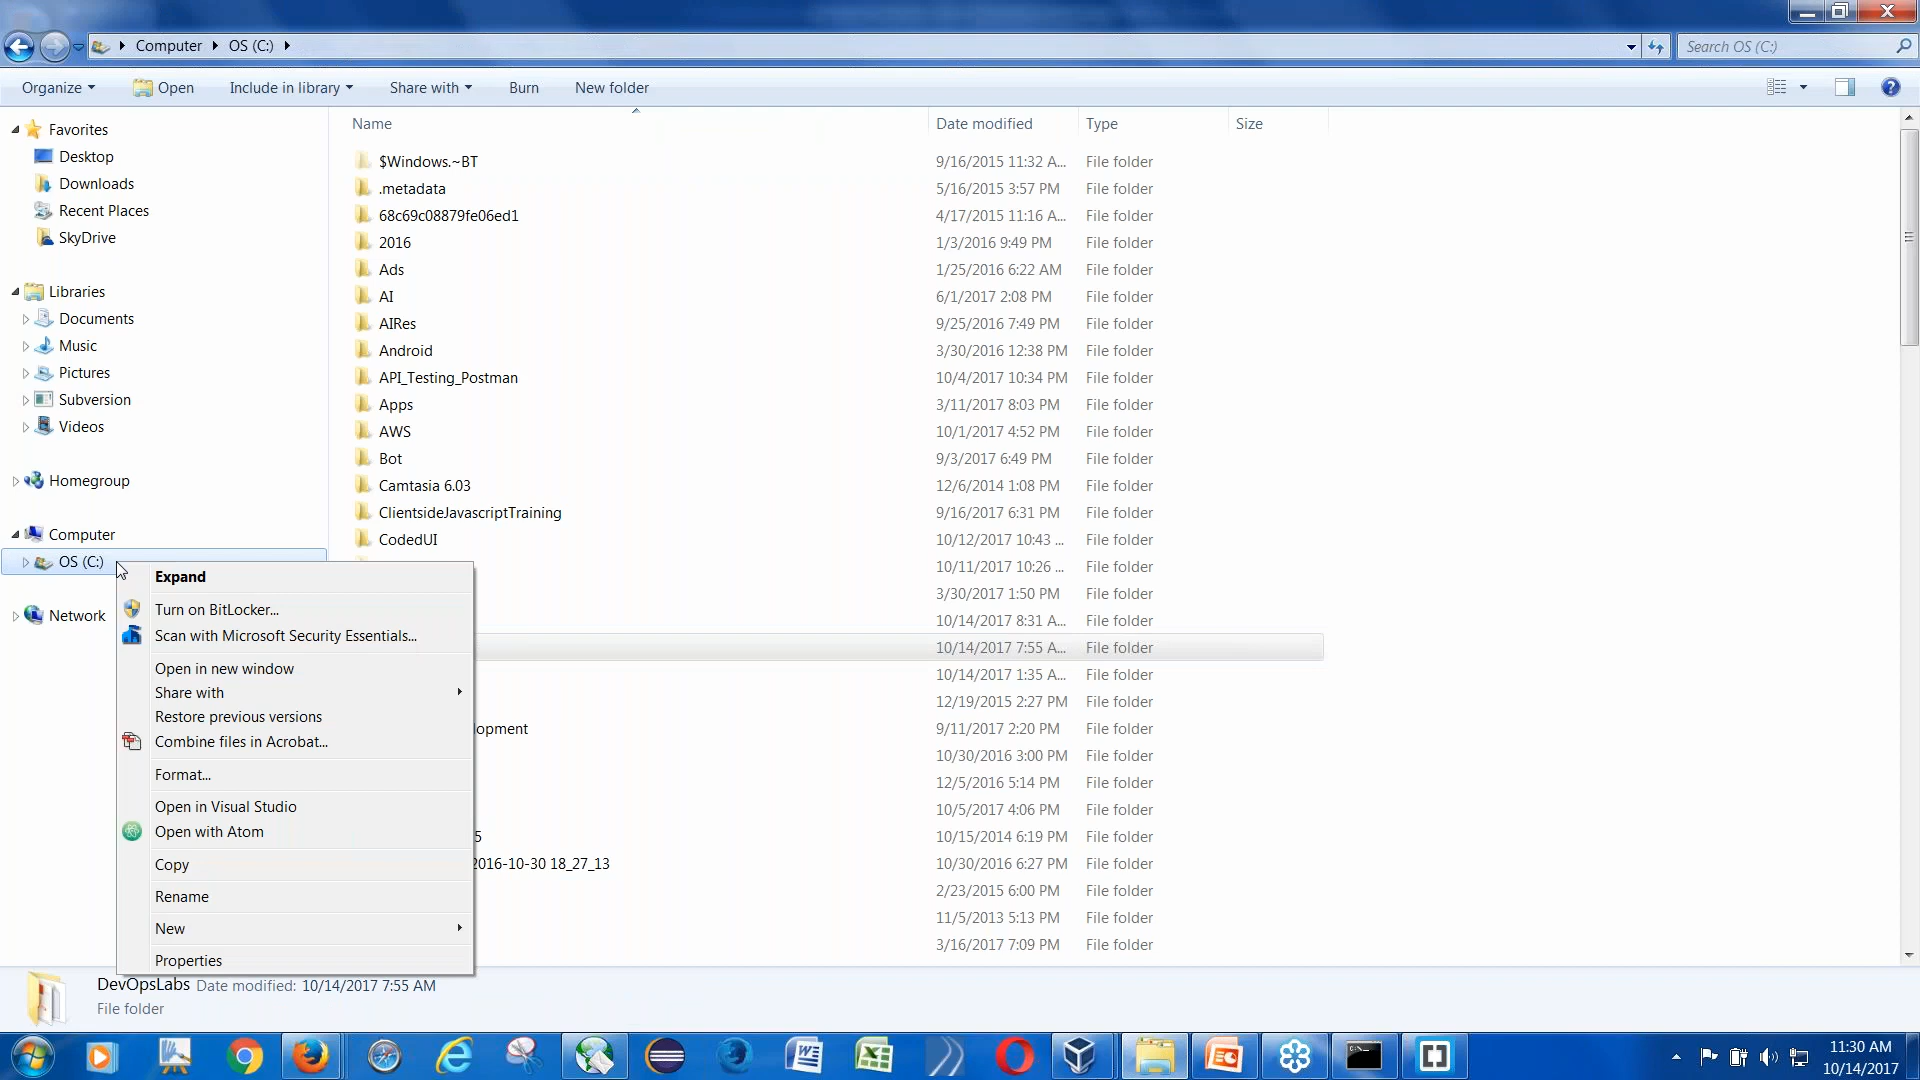 Computer OS (C:)
Search OS (C:)
Organize Open Include in library Share with Burn New folder
Name Date modified Type Size
Favorites
Desktop
Downloads
Recent Places
SkyDrive
Libraries
Documents
Music
Pictures
Subversion
Videos
Homegroup
Computer
OS (C:)
Network
$Windows.~BT 9/16/2015 11:32 A... File folder
.metadata 5/16/2015 3:57 PM File folder
68c69c08879fe06ed1 4/17/2015 11:16 A... File folder
2016 1/3/2016 9:49 PM File folder
Ads 1/25/2016 6:22 AM File folder
AI 6/1/2017 2:08 PM File folder
AIRes 9/25/2016 7:49 PM File folder
Android 3/30/2016 12:38 PM File folder
API_Testing_Postman 10/4/2017 10:34 PM File folder
Apps 3/11/2017 8:03 PM File folder
AWS 10/1/2017 4:52 PM File folder
Bot 9/3/2017 6:49 PM File folder
Camtasia 6.03 12/6/2014 1:08 PM File folder
ClientsideJavascriptTraining 9/16/2017 6:31 PM File folder
CodedUI 10/12/2017 10:43 ... File folder
10/11/2017 10:26 ... File folder
3/30/2017 1:50 PM File folder
10/14/2017 8:31 A... File folder
10/14/2017 7:55 A... File folder
10/14/2017 1:35 A... File folder
12/19/2015 2:27 PM File folder
lopment 9/11/2017 2:20 PM File folder
10/30/2016 3:00 PM File folder
12/5/2016 5:14 PM File folder
10/5/2017 4:06 PM File folder
5 10/15/2014 6:19 PM File folder
2016-10-30 18_27_13 10/30/2016 6:27 PM File folder
2/23/2015 6:00 PM File folder
11/5/2013 5:13 PM File folder
3/16/2017 7:09 PM File folder
Expand
Turn on BitLocker...
Scan with Microsoft Security Essentials...
Open in new window
Share with
Restore previous versions
Combine files in Acrobat...
Format...
Open in Visual Studio
Open with Atom
Copy
Rename
New
Properties
DevOpsLabs Date modified: 10/14/2017 7:55 AM
File folder
11:30 AM
10/14/2017